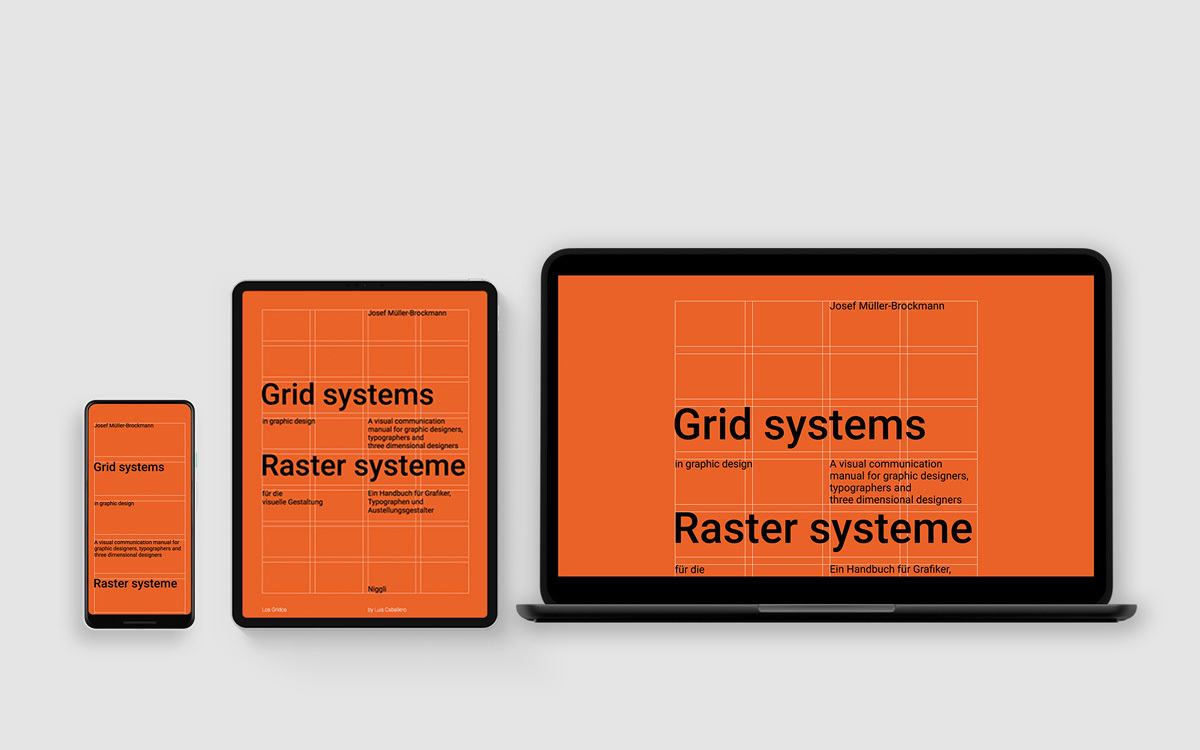 Josef Müller-Brockmann
Grid systems
in graphic design
A visual communication manual for
graphic designers, typographers and
three dimensional designers
Raster systeme
Josef Müller-Brockmann
Grid systems
in graphic design
A visual communication
manual for graphic designers,
typographers and
three dimensional designers
Raster systeme
für die
visuelle Gestaltung
Ein Handbuch für Grafiker,
Typographen und
Austellungsgestalter
Niggli
Los Gridos
by Luis Caballero
Josef Müller-Brockmann
Grid systems
in graphic design
A visual communication
manual for graphic designers,
typographers and
three dimensional designers
Raster systeme
für die
Ein Handbuch für Grafiker,